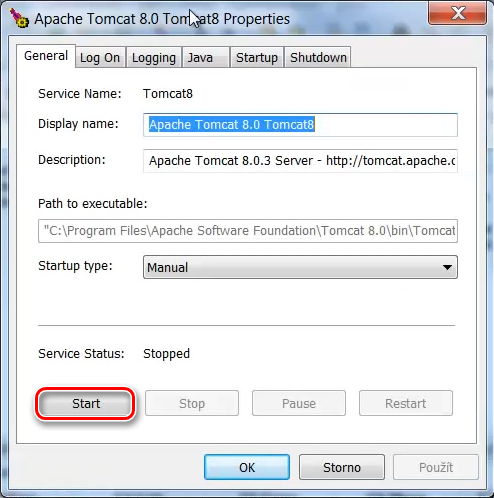 Apache Tomcat 8.0 Tomcat8 Properties
General Log On Logging Java Startup Shutdown
Service Name: Tomcat8
Display name: Apache Tomcat 8.0 Tomcat8
Description: Apache Tomcat 8.0.3 Server - http://tomcat.apache.o
Path to executable:
"C:\Program Files\Apache Software Foundation\Tomcat 8.0\bin\Tomcat
Startup type: Manual
Service Status: Stopped
Start Stop Pause Restart
OK Storno Použít